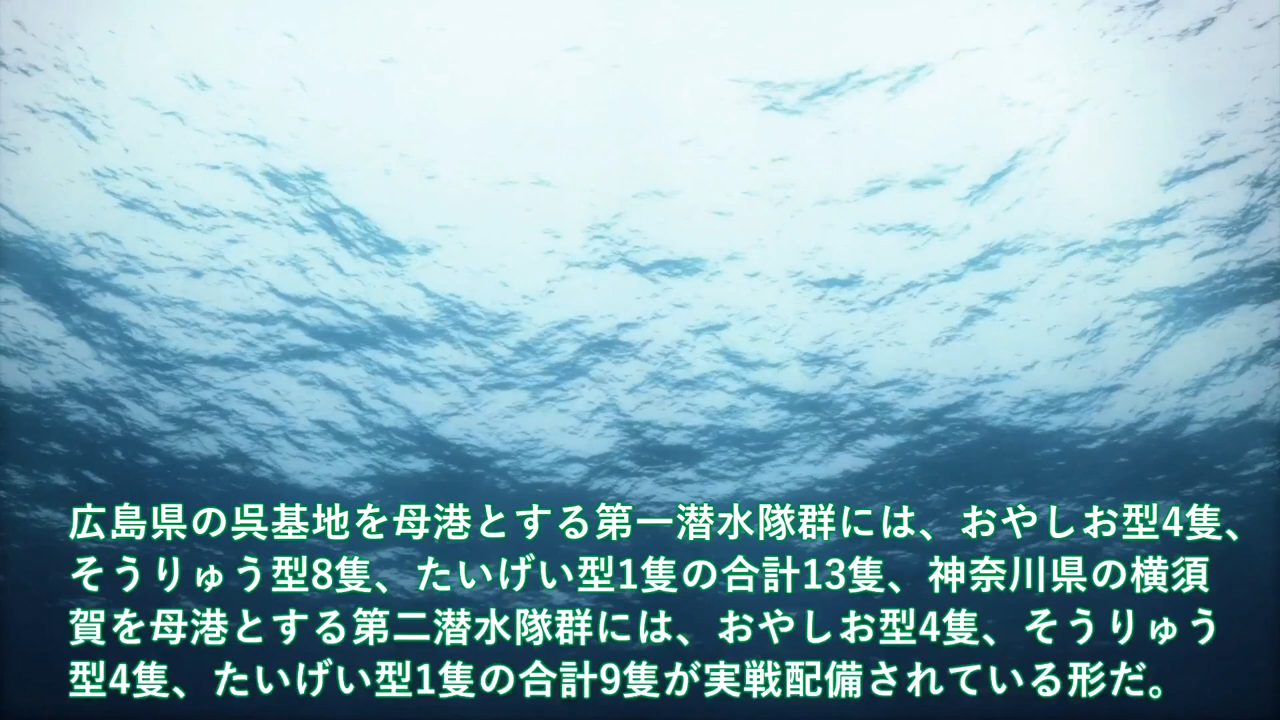 広島県の呉基地を母港とする第一潜水隊群には、おやしお型4隻、
そうりゅう型8隻、たいげい型1隻の合計13隻、神奈川県の横須
賀を母港とする第二潜水隊群には、おやしお型4隻、そうりゅう
型4隻、たいげい型1隻の合計9隻が実戦配備されている形だ。